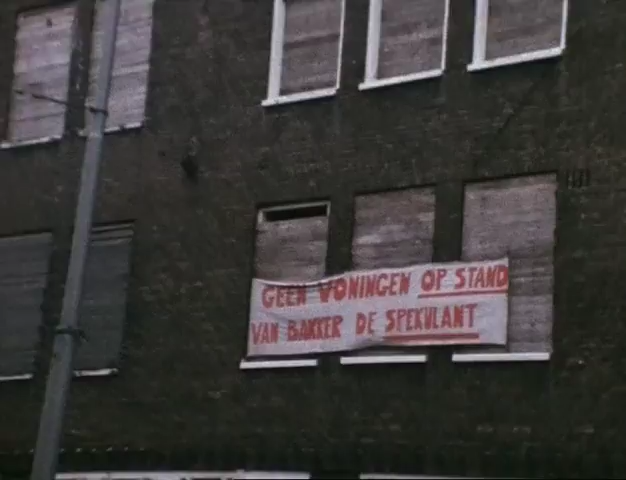 GEEN WONINGEN OP STAND
VAN BAKKER DE SPEKULANT